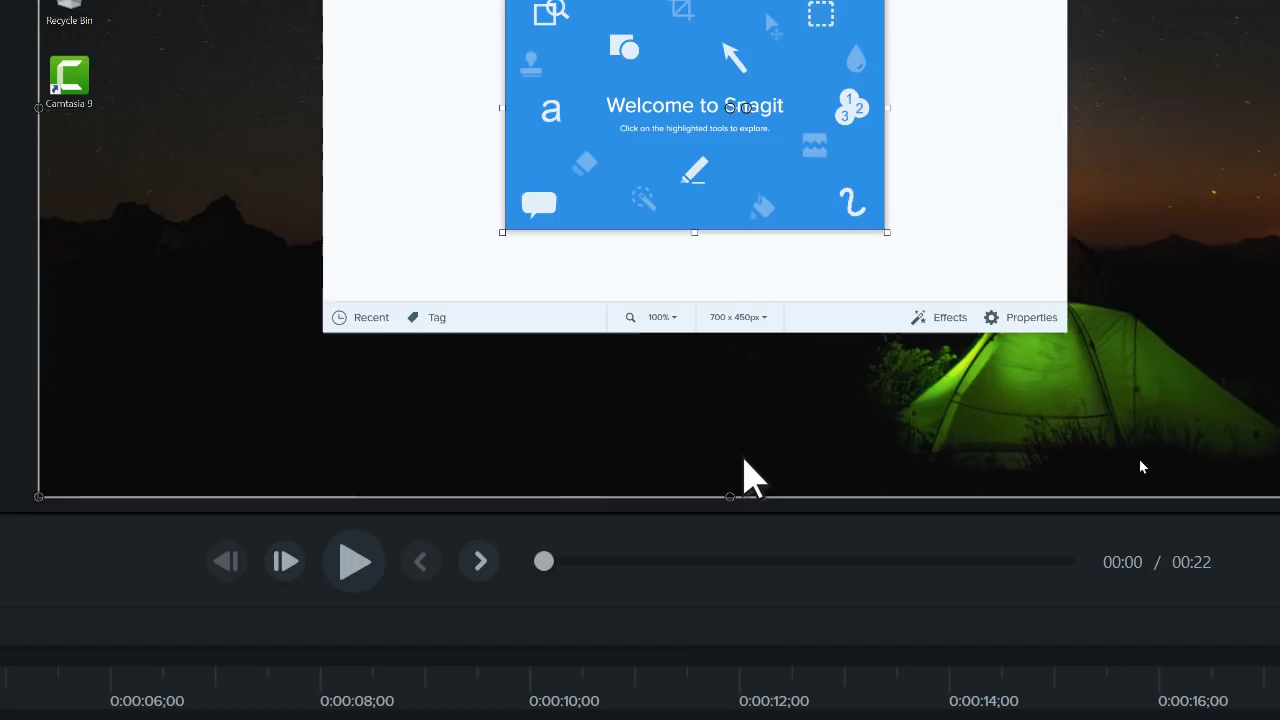 Recycle Bin
Camtasia 9
a
1
2
3
Welcome to Snagit
Click on the highlighted tools to explore.
Recent Tag 100% 700 x 450px Effects Properties
00:00 / 00:22
0:00:06;00 0:00:08;00 0:00:10;00 0:00:12;00 0:00:14;00 0:00:16;00